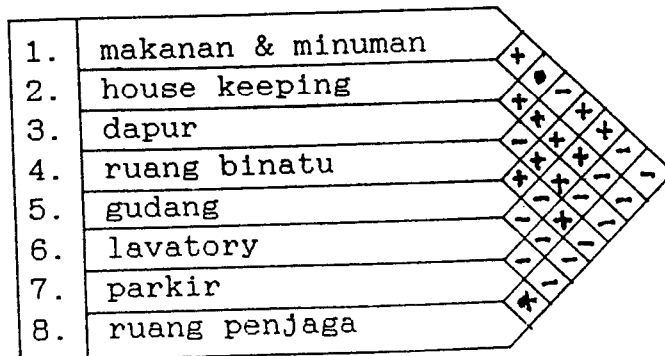 1. makanan & minuman
2. house keeping
3. dapur
4. ruang binatu
5. gudang
6. lavatory
7. parkir
8. ruang penjaga